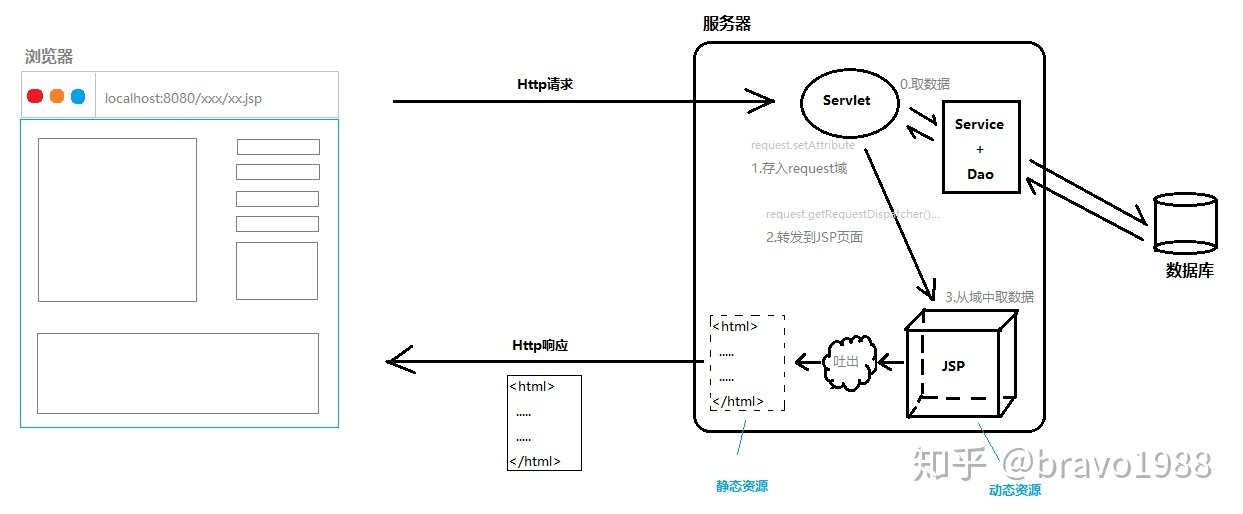 服务器
浏览器
localhost:8080/xxx/xx.jsp
Http请求
Servlet
0.取数据
Service
+
Dao
request.setAttribute
1.存入request域
request.getRequestDispatcher()...
2.转发到JSP页面
数据库
3.从域中取数据
Http响应
<html>
.....
.....
</html>
<html>
.....
.....
</html>
吐出
JSP
静态资源
动态资源
知乎 @bravo1988